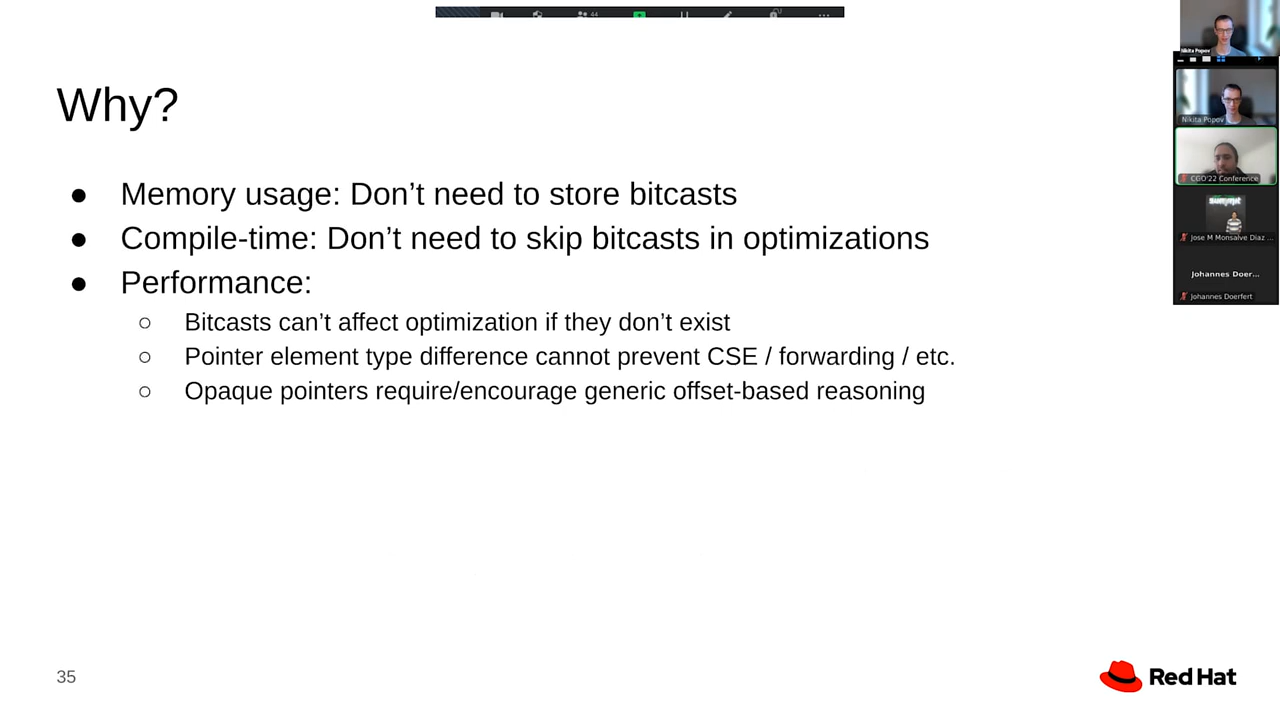 44
Why?
● Memory usage: Don’t need to store bitcasts
● Compile-time: Don’t need to skip bitcasts in optimizations
● Performance:
○ Bitcasts can’t affect optimization if they don’t exist
○ Pointer element type difference cannot prevent CSE / forwarding / etc.
○ Opaque pointers require/encourage generic offset-based reasoning
35
Red Hat
Nikita Popov
Nikita Popov
CGO'22 Conference
Jose M Monsalve Diaz ...
Johannes Doer...
Johannes Doerfert